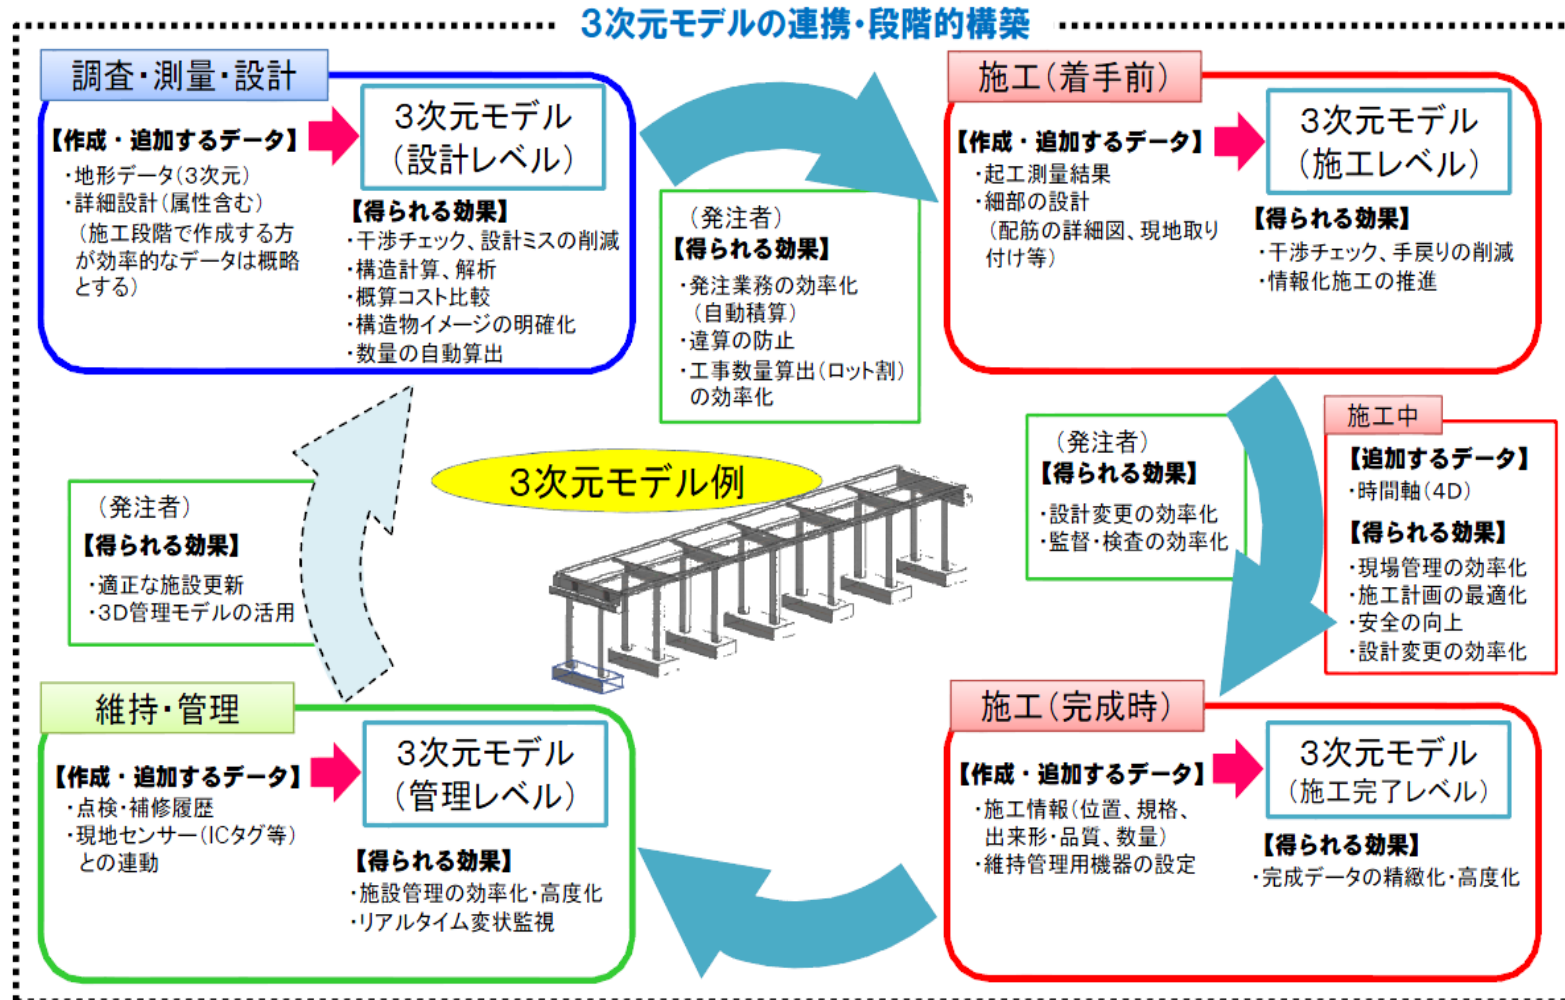 3次元モデルの連携・段階的構築
調査・測量・設計
【作成・追加するデータ】
・地形データ(3次元)
・詳細設計(属性含む)
(施工段階で作成する方
が効率的なデータは概略
とする)
3次元モデル
(設計レベル)
【得られる効果】
・干渉チェック、設計ミスの削減
・構造計算、解析
・概算コスト比較
・構造物イメージの明確化
・数量の自動算出
(発注者)
【得られる効果】
・発注業務の効率化
(自動積算)
・違算の防止
・工事数量算出(ロット割)
の効率化
施工(着手前)
【作成・追加するデータ】
・起工測量結果
・細部の設計
(配筋の詳細図、現地取り
付け等)
3次元モデル
(施工レベル)
【得られる効果】
・干渉チェック、手戻りの削減
・情報化施工の推進
(発注者)
【得られる効果】
・設計変更の効率化
・監督・検査の効率化
施工中
【追加するデータ】
・時間軸(4D)
【得られる効果】
・現場管理の効率化
・施工計画の最適化
・安全の向上
・設計変更の効率化
3次元モデル例
(発注者)
【得られる効果】
・適正な施設更新
・3D管理モデルの活用
維持・管理
【作成・追加するデータ】
・点検・補修履歴
・現地センサー(ICタグ等)
との連動
3次元モデル
(管理レベル)
【得られる効果】
・施設管理の効率化・高度化
・リアルタイム変状監視
施工(完成時)
【作成・追加するデータ】
・施工情報(位置、規格、
出来形・品質、数量)
・維持管理用機器の設定
3次元モデル
(施工完了レベル)
【得られる効果】
・完成データの精緻化・高度化